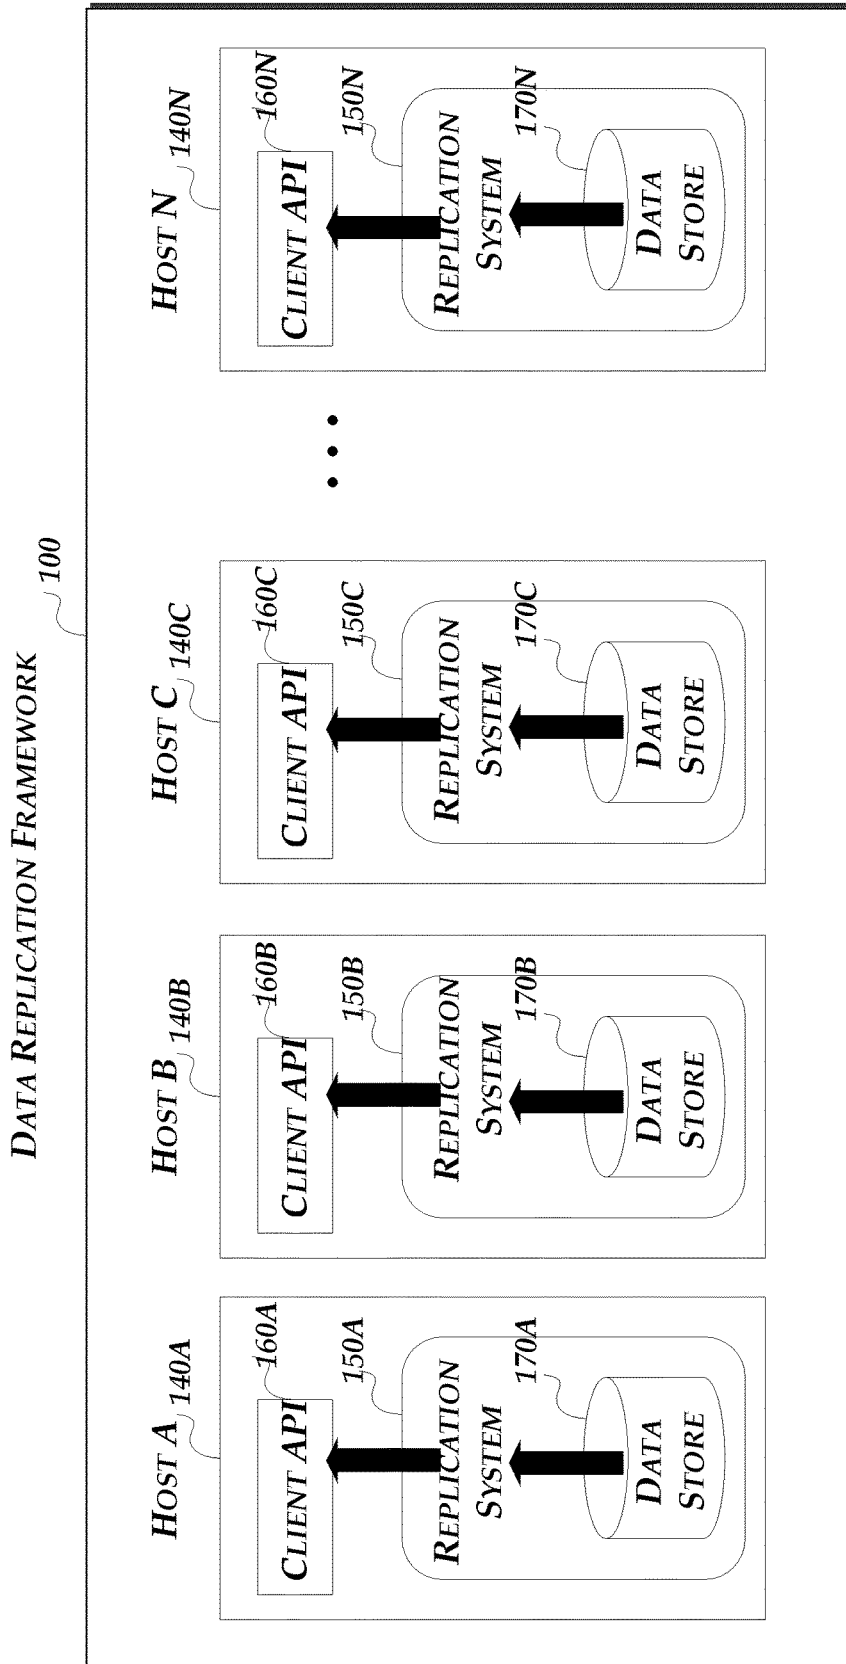 DATA REPLICATION FRAMEWORK
100
HOST A
140A
160A
CLIENT API
150A
REPLICATION
SYSTEM
170A
DATA
STORE
HOST B
140B
160B
CLIENT API
150B
REPLICATION
SYSTEM
170B
DATA
STORE
HOST C
140C
160C
CLIENT API
150C
REPLICATION
SYSTEM
170C
DATA
STORE
• • •
HOST N
140N
160N
CLIENT API
150N
REPLICATION
SYSTEM
170N
DATA
STORE